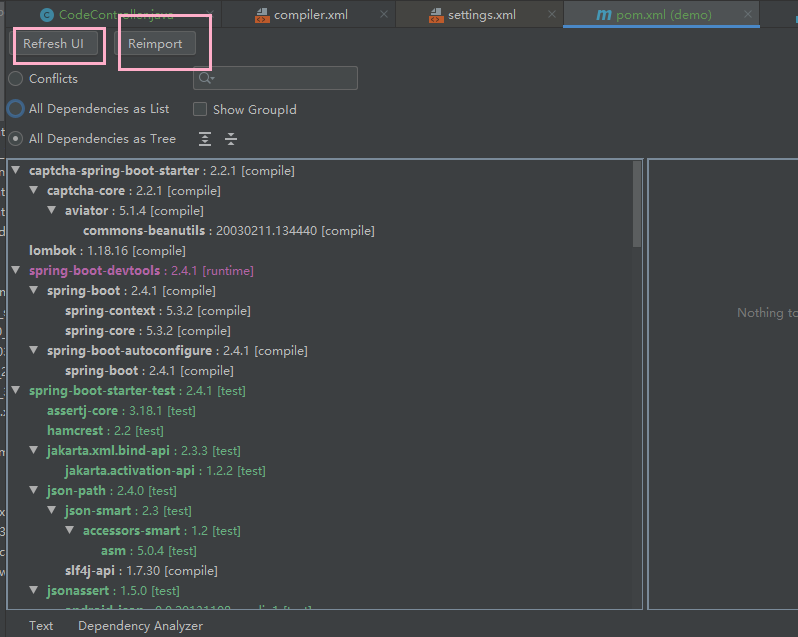 CodeController.java compiler.xml settings.xml pom.xml (demo)
Refresh UI Reimport
Conflicts
All Dependencies as List Show GroupId
All Dependencies as Tree
captcha-spring-boot-starter : 2.2.1 [compile]
captcha-core : 2.2.1 [compile]
aviator : 5.1.4 [compile]
commons-beanutils : 20030211.134440 [compile]
lombok : 1.18.16 [compile]
spring-boot-devtools : 2.4.1 [runtime]
spring-boot : 2.4.1 [compile]
spring-context : 5.3.2 [compile]
Nothing to
spring-core : 5.3.2 [compile]
spring-boot-autoconfigure : 2.4.1 [compile]
spring-boot : 2.4.1 [compile]
spring-boot-starter-test : 2.4.1 [test]
assertj-core : 3.18.1 [test]
hamcrest : 2.2 [test]
jakarta.xml.bind-api : 2.3.3 [test]
jakarta.activation-api : 1.2.2 [test]
json-path : 2.4.0 [test]
json-smart : 2.3 [test]
accessors-smart : 1.2 [test]
asm : 5.0.4 [test]
slf4j-api : 1.7.30 [compile]
jsonassert : 1.5.0 [test]
Text Dependency Analyzer